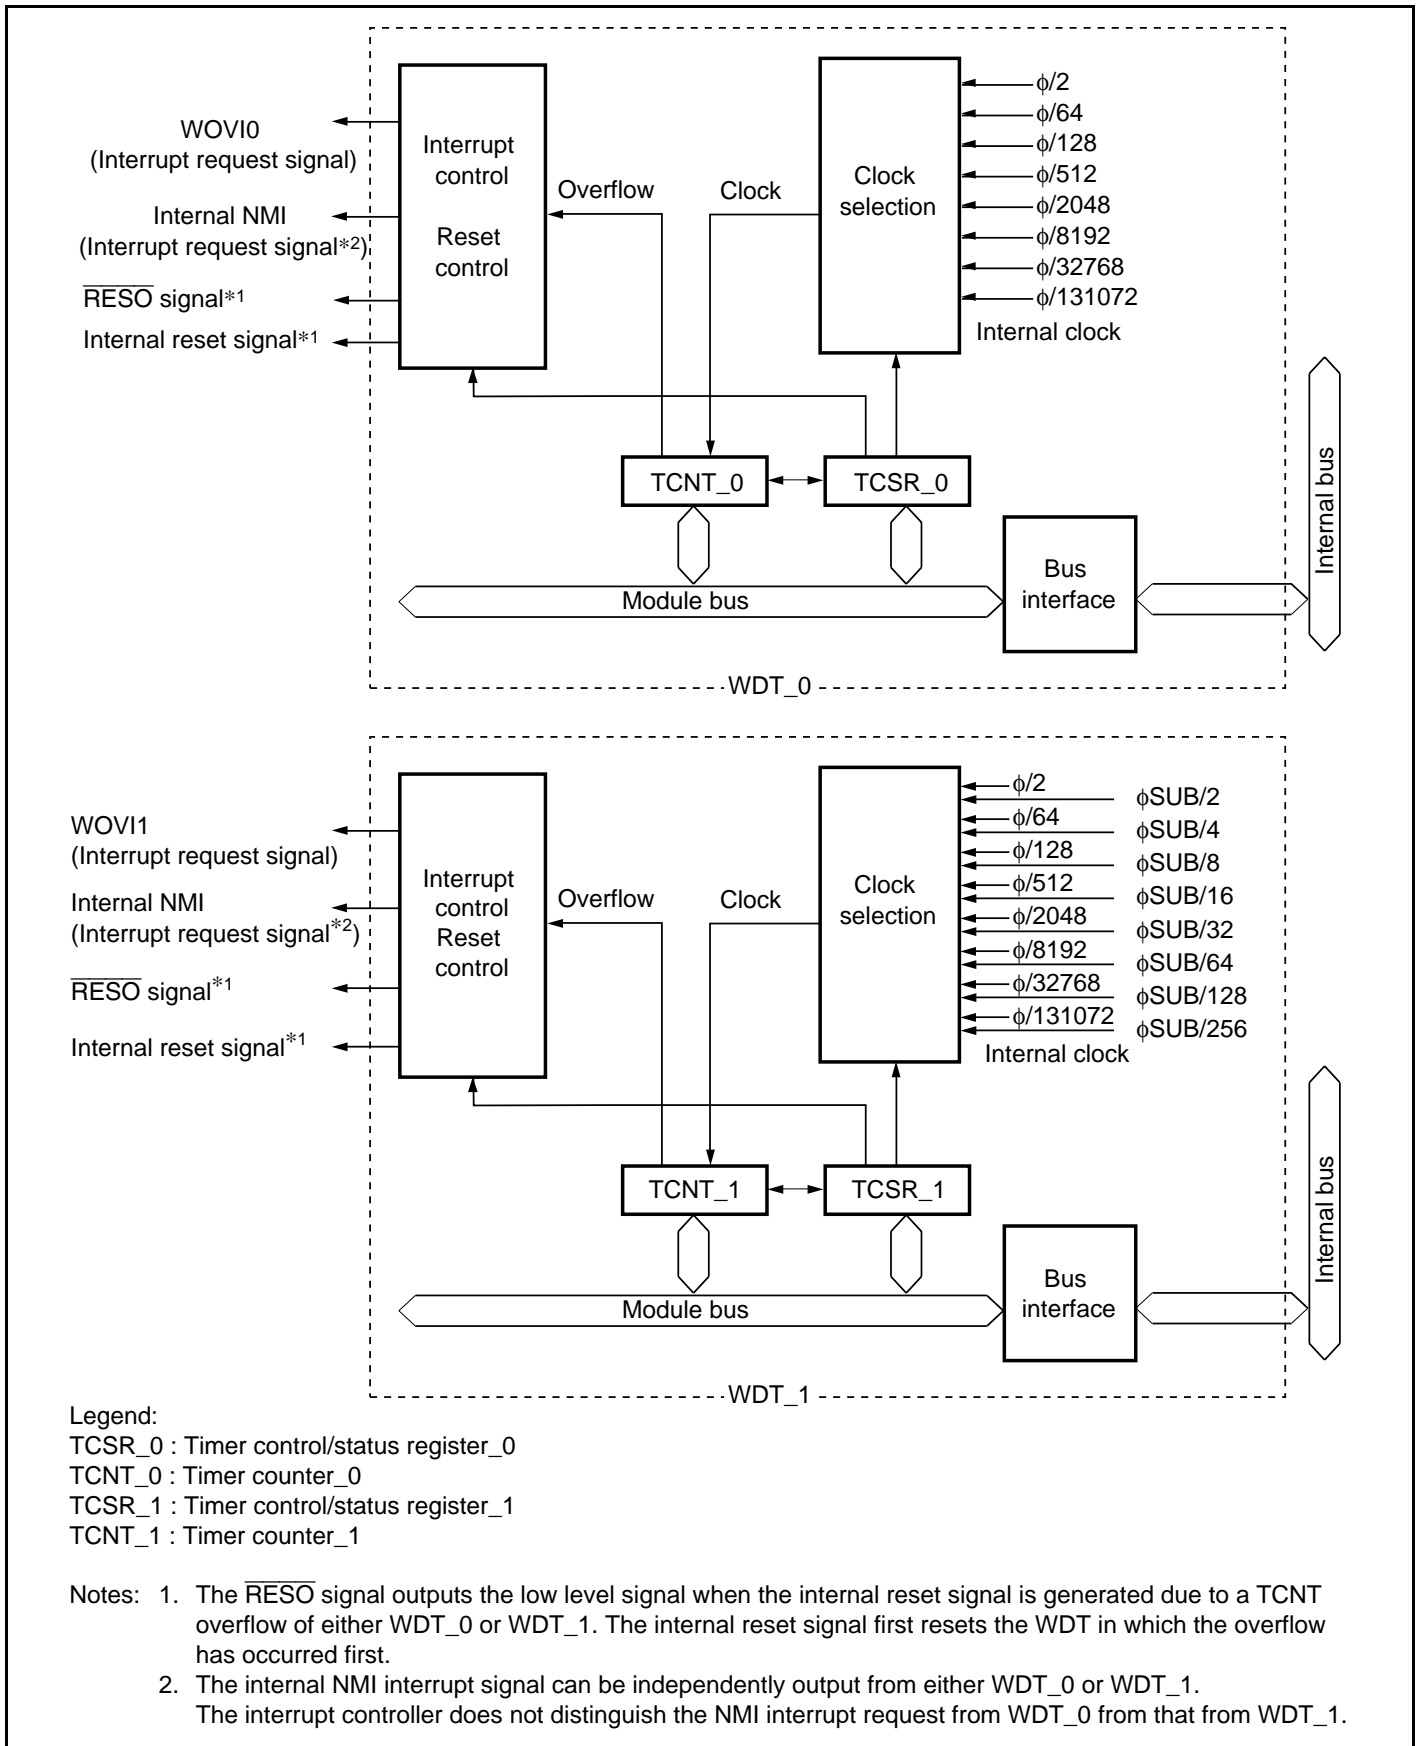 WOVI0
(Interrupt request signal)
Internal NMI
(Interrupt request signal*2)
RESO signal*1
Internal reset signal*1
Interrupt
control
Reset
control
Overflow
Clock
Clock
selection
ϕ/2
ϕ/64
ϕ/128
ϕ/512
ϕ/2048
ϕ/8192
ϕ/32768
ϕ/131072
Internal clock
TCNT_0
TCSR_0
Module bus
Bus
interface
Internal bus
WDT_0
WOVI1
(Interrupt request signal)
Internal NMI
(Interrupt request signal*2)
RESO signal*1
Internal reset signal*1
Interrupt
control
Reset
control
Overflow
Clock
Clock
selection
ϕ/2
ϕSUB/2
ϕ/64
ϕSUB/4
ϕ/128
ϕSUB/8
ϕ/512
ϕSUB/16
ϕ/2048
ϕSUB/32
ϕ/8192
ϕSUB/64
ϕ/32768
ϕSUB/128
ϕ/131072
ϕSUB/256
Internal clock
TCNT_1
TCSR_1
Module bus
Bus
interface
Internal bus
WDT_1
Legend:
TCSR_0 : Timer control/status register_0
TCNT_0 : Timer counter_0
TCSR_1 : Timer control/status register_1
TCNT_1 : Timer counter_1
Notes: 1. The RESO signal outputs the low level signal when the internal reset signal is generated due to a TCNT
overflow of either WDT_0 or WDT_1. The internal reset signal first resets the WDT in which the overflow
has occurred first.
2. The internal NMI interrupt signal can be independently output from either WDT_0 or WDT_1.
The interrupt controller does not distinguish the NMI interrupt request from WDT_0 from that from WDT_1.